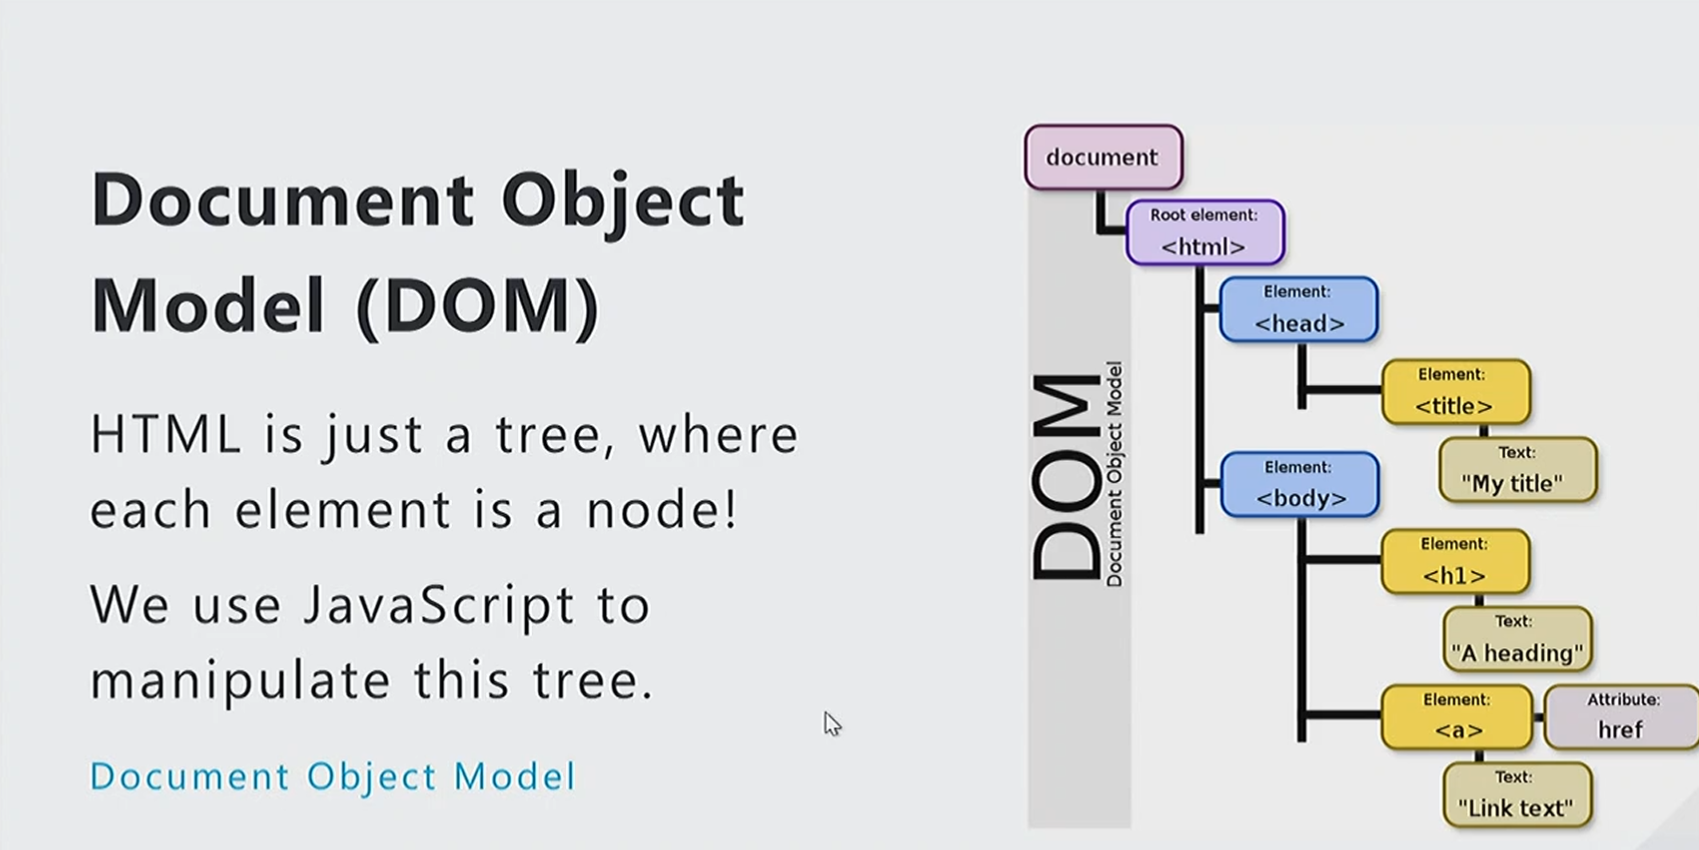 Document Object
Model (DOM)
HTML is just a tree, where
each element is a node!
We use JavaScript to
manipulate this tree.
Document Object Model
DOM
Document Object Model
document
Root element:
<html>
Element:
<head>
Element:
<title>
Text:
"My title"
Element:
<body>
Element:
<h1>
Text:
"A heading"
Element:
<a>
Attribute:
href
Text:
"Link text"